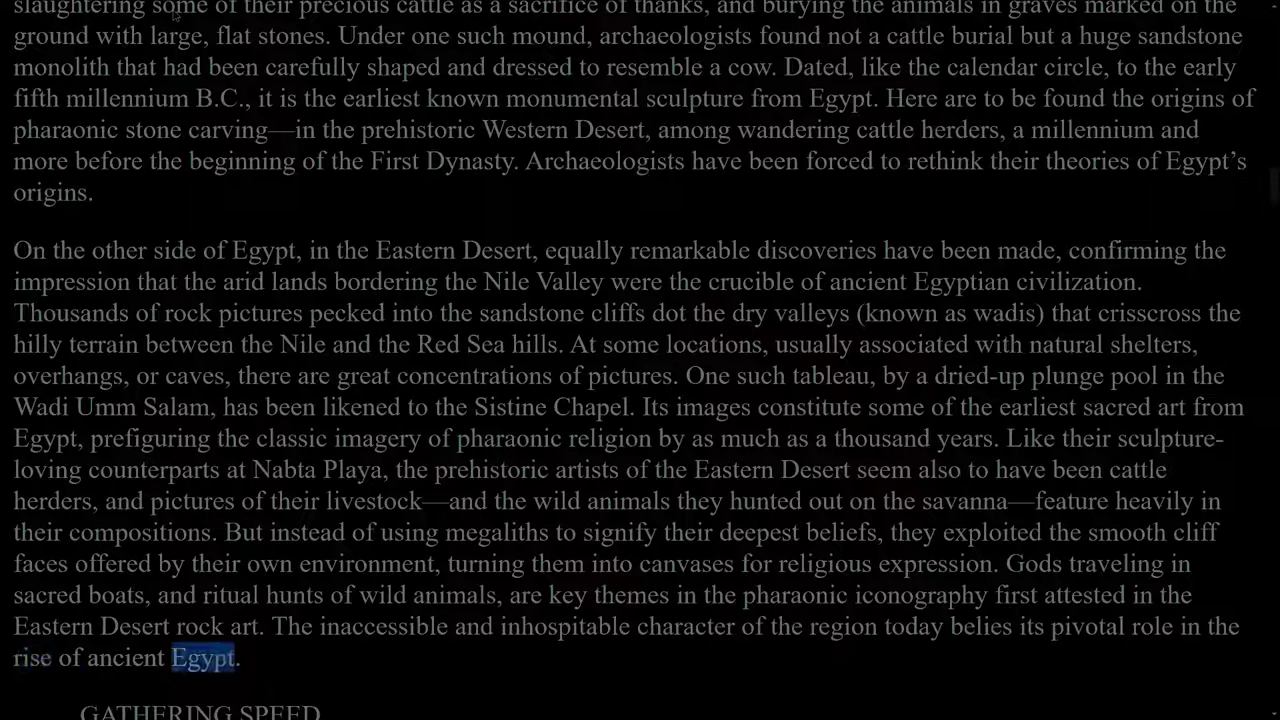 slaughtering some of their precious cattle as a sacrifice of thanks, and burying the animals in graves marked on the
ground with large, flat stones. Under one such mound, archaeologists found not a cattle burial but a huge sandstone
monolith that had been carefully shaped and dressed to resemble a cow. Dated, like the calendar circle, to the early
fifth millennium B.C., it is the earliest known monumental sculpture from Egypt. Here are to be found the origins of
pharaonic stone carving—in the prehistoric Western Desert, among wandering cattle herders, a millennium and
more before the beginning of the First Dynasty. Archaeologists have been forced to rethink their theories of Egypt’s
origins.
On the other side of Egypt, in the Eastern Desert, equally remarkable discoveries have been made, confirming the
impression that the arid lands bordering the Nile Valley were the crucible of ancient Egyptian civilization.
Thousands of rock pictures pecked into the sandstone cliffs dot the dry valleys (known as wadis) that crisscross the
hilly terrain between the Nile and the Red Sea hills. At some locations, usually associated with natural shelters,
overhangs, or caves, there are great concentrations of pictures. One such tableau, by a dried-up plunge pool in the
Wadi Umm Salam, has been likened to the Sistine Chapel. Its images constitute some of the earliest sacred art from
Egypt, prefiguring the classic imagery of pharaonic religion by as much as a thousand years. Like their sculpture-
loving counterparts at Nabta Playa, the prehistoric artists of the Eastern Desert seem also to have been cattle
herders, and pictures of their livestock—and the wild animals they hunted out on the savanna—feature heavily in
their compositions. But instead of using megaliths to signify their deepest beliefs, they exploited the smooth cliff
faces offered by their own environment, turning them into canvases for religious expression. Gods traveling in
sacred boats, and ritual hunts of wild animals, are key themes in the pharaonic iconography first attested in the
Eastern Desert rock art. The inaccessible and inhospitable character of the region today belies its pivotal role in the
rise of ancient Egypt.
GATHERING SPEED